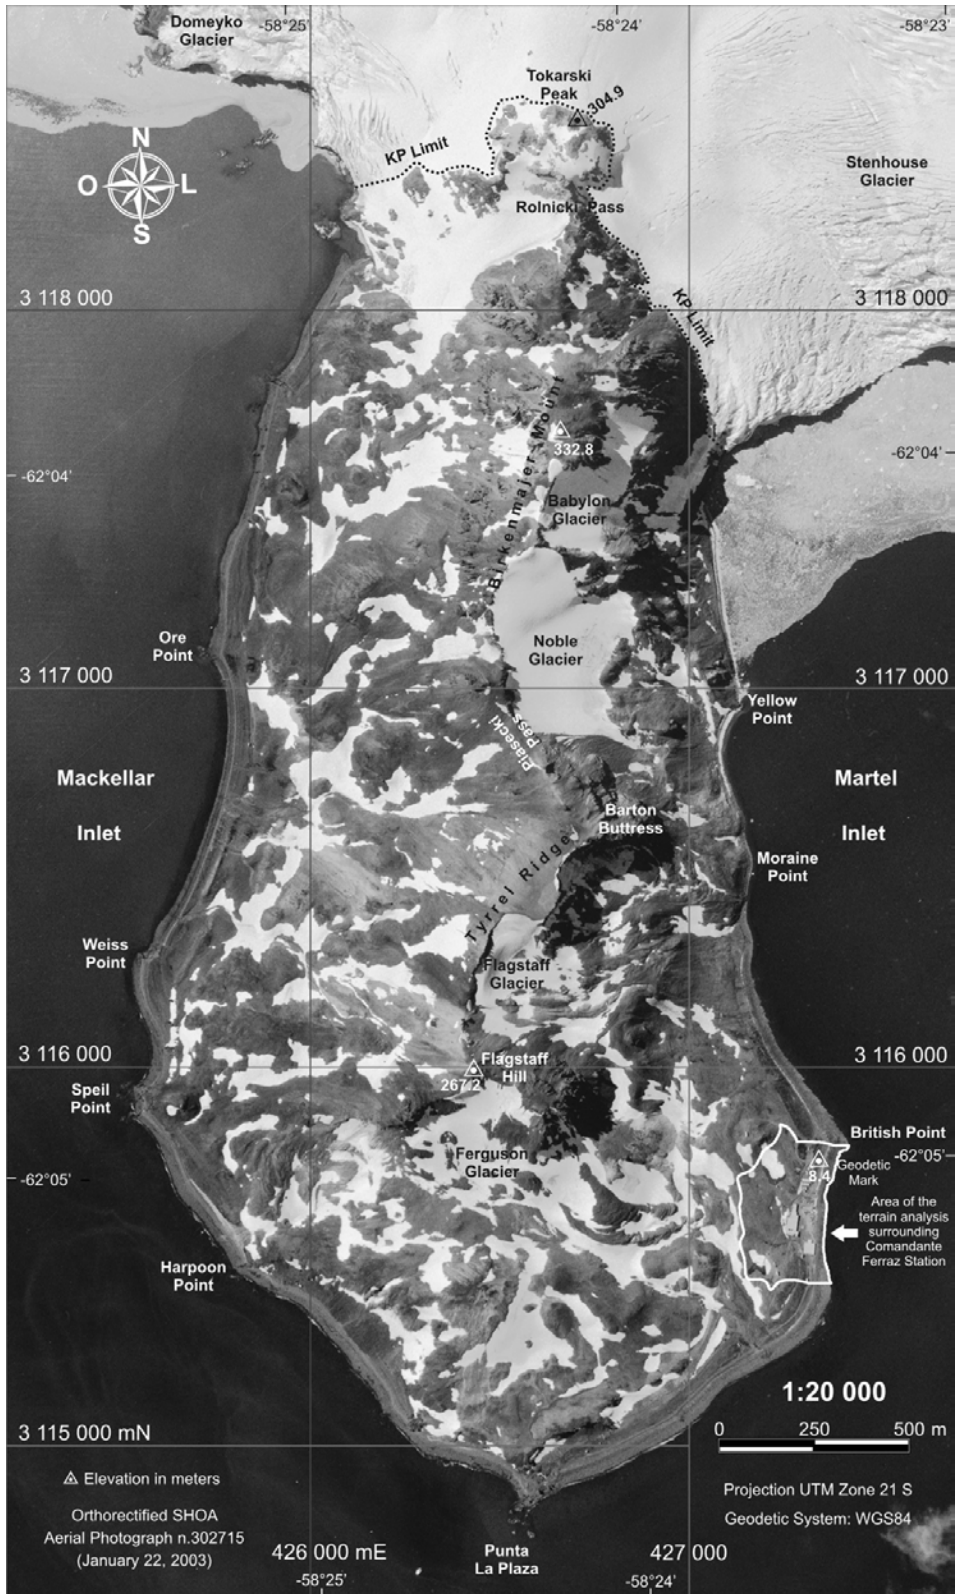 Domeyko
Glacier
-58°25'
-58°24'
-58°23'
Tokarski
Peak
304.9
KP Limit
N
O
L
S
Stenhouse
Glacier
Rolnicki Pass
3 118 000
3 118 000
KP Limit
Birkenmajer Mount
332.8
-62°04'
-62°04'
Babylon
Glacier
Ore
Point
Noble
Glacier
3 117 000
3 117 000
Yellow
Point
Piasecki
Pass
Mackellar
Inlet
Martel
Inlet
Barton
Buttress
Tyrrel Ridge
Moraine
Point
Weiss
Point
Flagstaff
Glacier
3 116 000
3 116 000
Flagstaff
Hill
267.2
Speil
Point
British Point
-62°05'
-62°05'
Ferguson
Glacier
8.4
Geodetic
Mark
Area of the
terrain analysis
surrounding
Comandante
Ferraz Station
Harpoon
Point
1:20 000
0 250 500 m
3 115 000 mN
Elevation in meters
Orthorectified SHOA
Aerial Photograph n.302715
(January 22, 2003)
Projection UTM Zone 21 S
Geodetic System: WGS84
426 000 mE
427 000
Punta
La Plaza
-58°25'
-58°24'